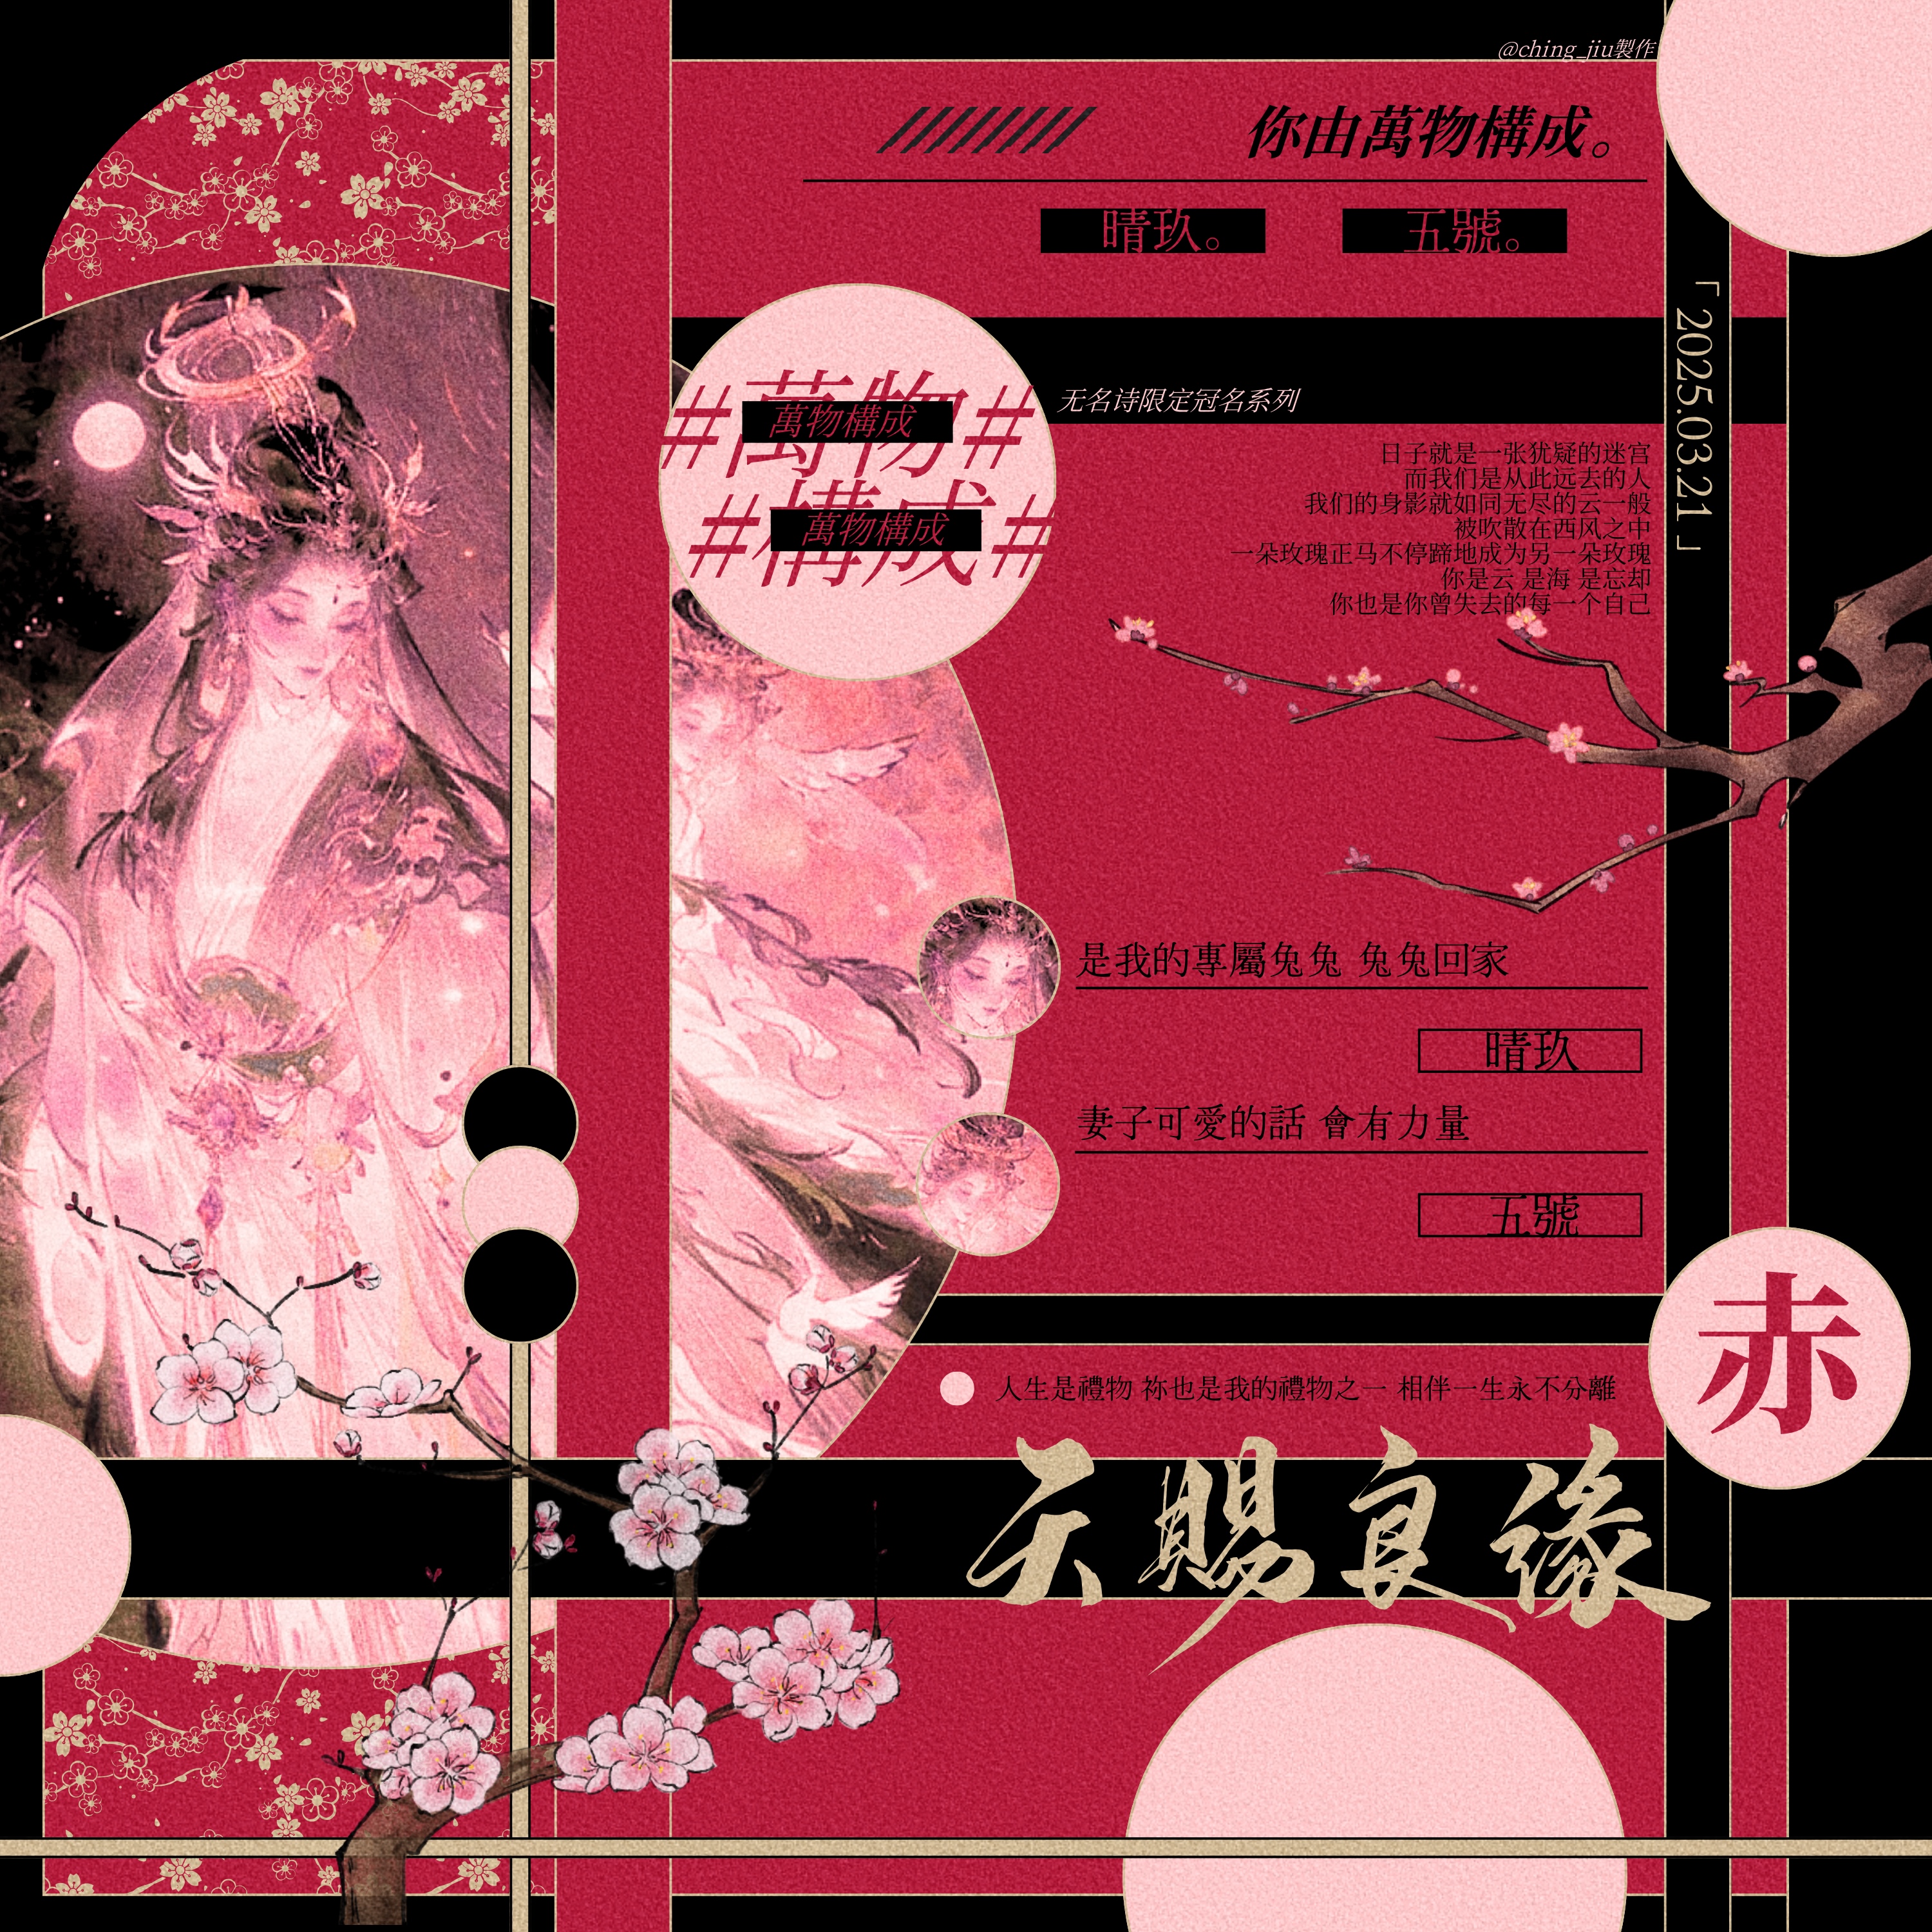 @ching_jiu製作
你由萬物構成。
晴玖。
五號。
「2025.03.21」
#萬物#
萬物構成
#構成#
萬物構成
无名诗限定冠名系列
日子就是一张犹疑的迷宫
而我们是从此远去的人
我们的身影就如同无尽的云一般
被吹散在西风之中
一朵玫瑰正马不停蹄地成为另一朵玫瑰
你是云 是海 是忘却
你也是你曾失去的每一个自己
是我的專屬兔兔 兔兔回家
晴玖
妻子可愛的話 會有力量
五號
赤
人生是禮物 祢也是我的禮物之一 相伴一生永不分離
天賜良缘